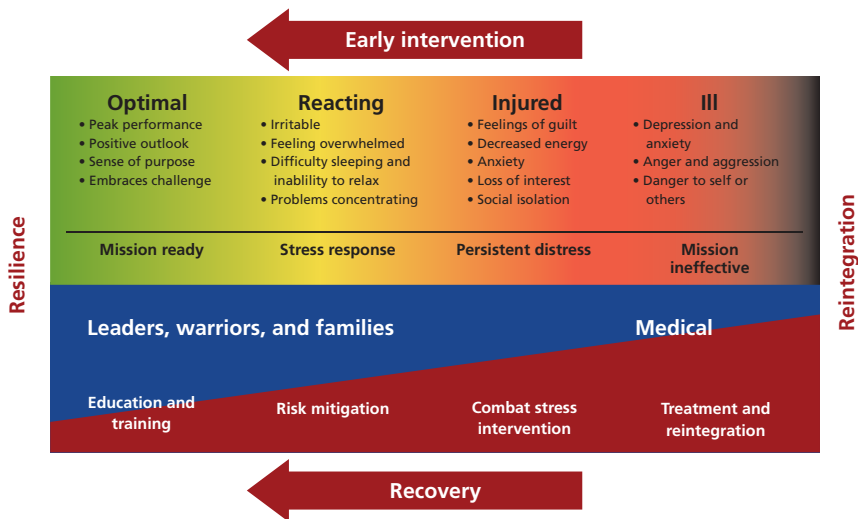 Early intervention
Resilience
Optimal
• Peak performance
• Positive outlook
• Sense of purpose
• Embraces challenge
Mission ready
Reacting
• Irritable
• Feeling overwhelmed
• Difficulty sleeping and
inablility to relax
• Problems concentrating
Stress response
Injured
• Feelings of guilt
• Decreased energy
• Anxiety
• Loss of interest
• Social isolation
Persistent distress
Ill
• Depression and
anxiety
• Anger and aggression
• Danger to self or
others
Mission
ineffective
Reintegration
Leaders, warriors, and families
Medical
Education and
training
Risk mitigation
Combat stress
intervention
Treatment and
reintegration
Recovery